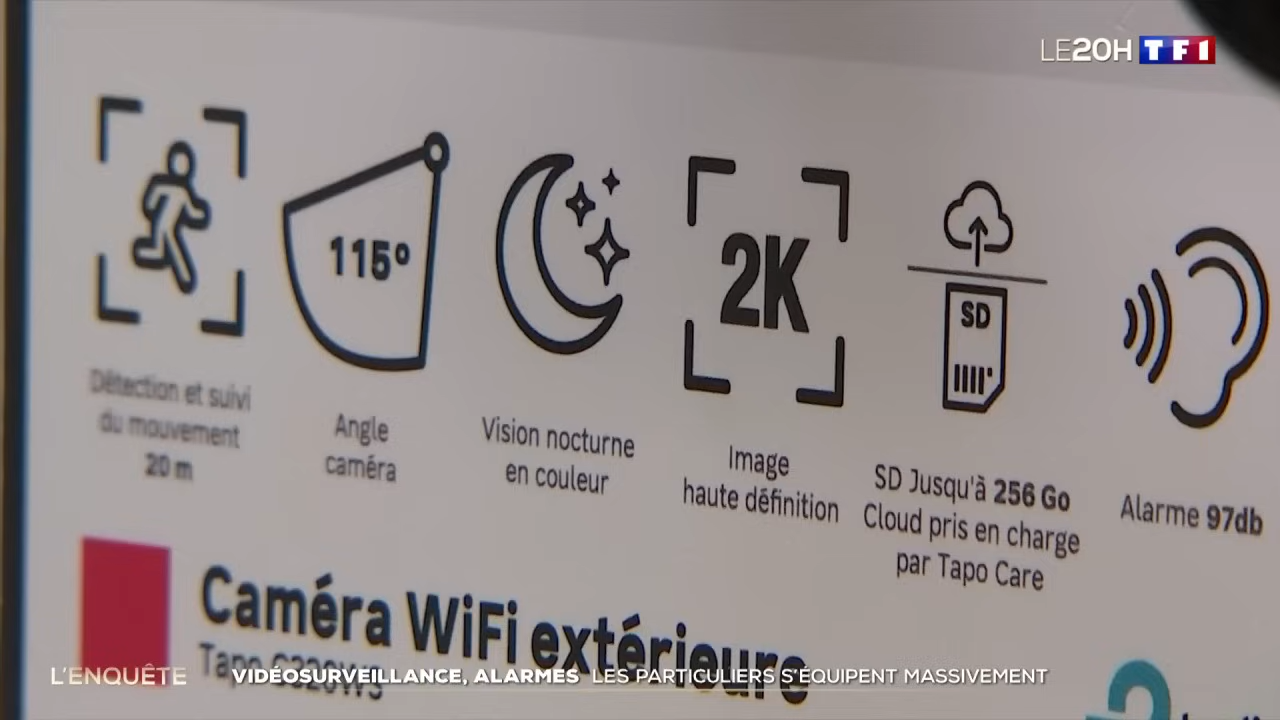 LE20H TF1
115°
2K
SD
Détection et suivi
du mouvement
20 m
Angle
caméra
Vision nocturne
en couleur
Image
haute définition
SD Jusqu'à 256 Go
Cloud pris en charge
par Tapo Care
Alarme 97db
Caméra WiFi extérieure
Tapo C320WS
L'ENQUÊTE
VIDÉOSURVEILLANCE, ALARMES LES PARTICULIERS S'ÉQUIPENT MASSIVEMENT